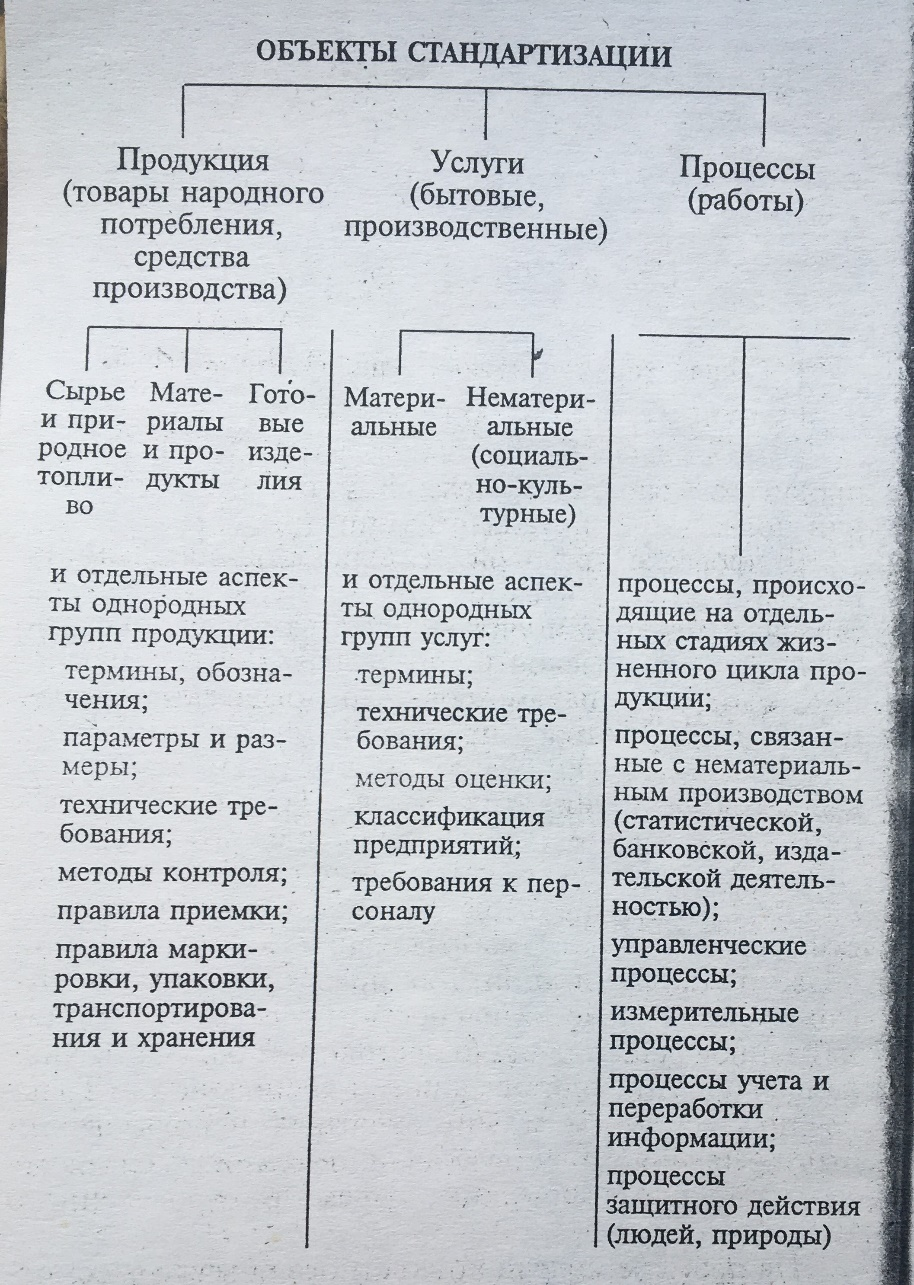 ОБЪЕКТЫ СТАНДАРТИЗАЦИИ
Продукция
(товары народного
потребления,
средства
производства)
Услуги
(бытовые,
производственные)
Процессы
(работы)
Сырье
и при-
родное
топли-
во
Мате-
риалы
и про-
дукты
Гото-
вые
изде-
лия
и отдельные аспек-
ты однородных
групп продукции:
термины, обозна-
чения;
параметры и раз-
меры;
технические тре-
бования;
методы контроля;
правила приемки;
правила марки-
ровки, упаковки,
транспортирова-
ния и хранения
Матери-
альные
Нематери-
альные
(социаль-
но-куль-
турные)
и отдельные аспек-
ты однородных
групп услуг:
термины;
технические тре-
бования;
методы оценки;
классификация
предприятий;
требования к пер-
соналу
процессы, происхо-
дящие на отдель-
ных стадиях жиз-
ненного цикла про-
дукции;
процессы, связан-
ные с нематериаль-
ным производством
(статистической,
банковской, изда-
тельской деятель-
ностью);
управленческие
процессы;
измерительные
процессы;
процессы учета и
переработки
информации;
процессы
защитного действия
(людей, природы)